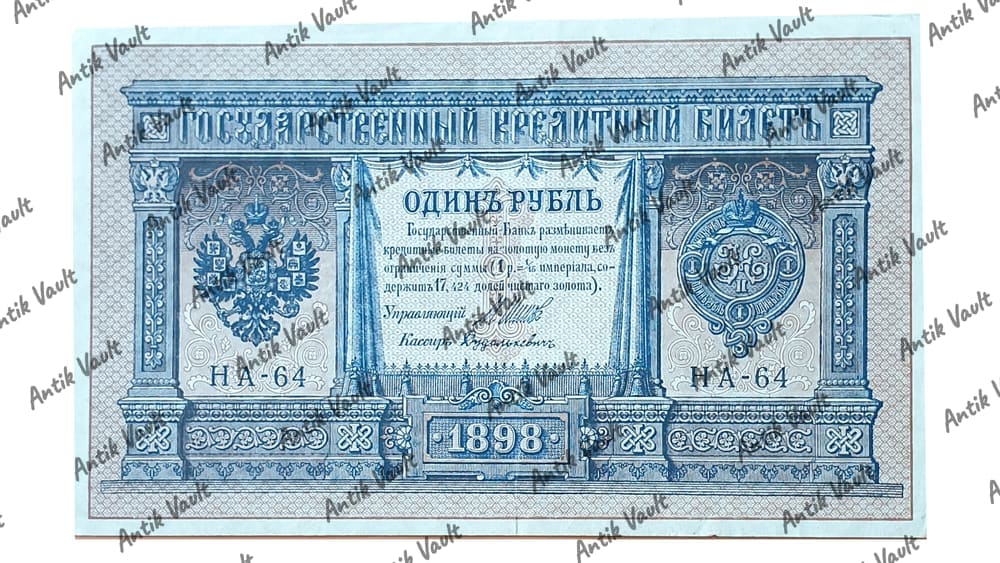 ГОСУДАРСТВЕННЫЙ КРЕДИТНЫЙ БИЛЕТЪ
ОДИНЪ РУБЛЬ
Государственный Банкъ размѣниваетъ
кредитные билеты на золотую монету безъ
ограниченія суммы (1 р.=1/15 имперіала, со-
держитъ 17,424 долей чистаго золота).
Управляющій
Кассиръ
НА-64
НА-64
1898
Antik Vault